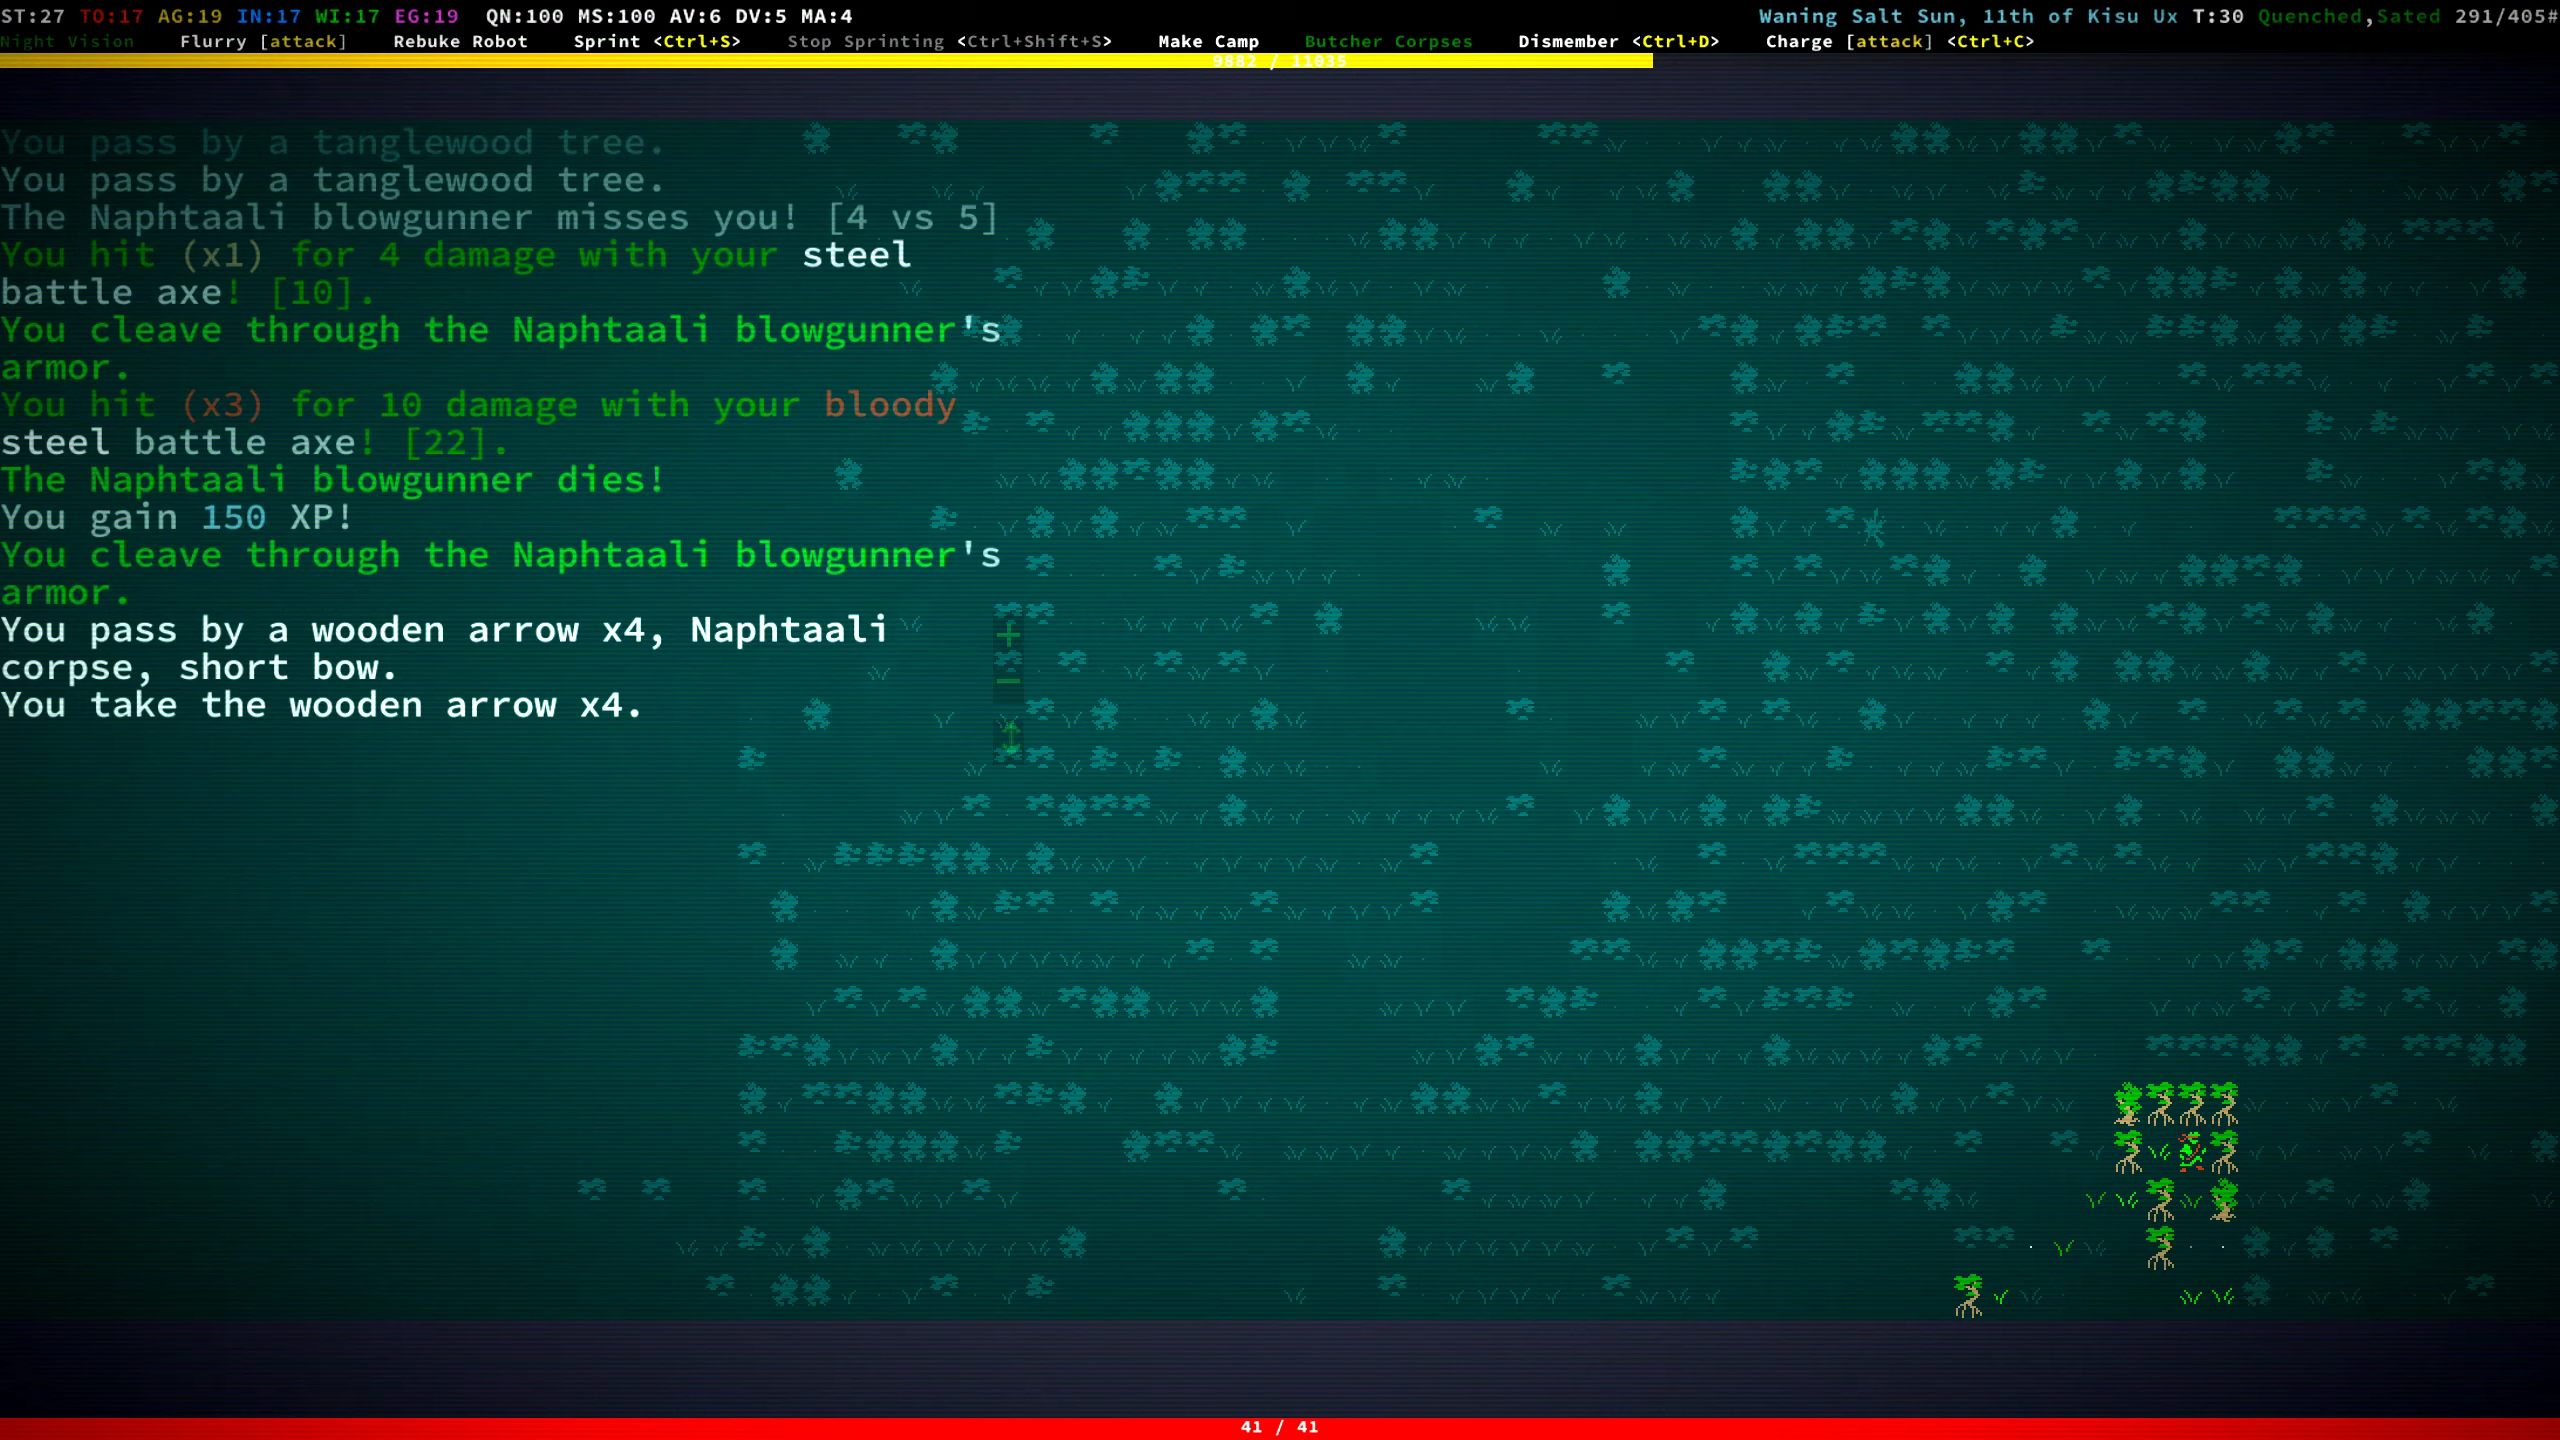 ST:27 TO:17 AG:19 IN:17 WI:17 EG:19 QN:100 MS:100 AV:6 DV:5 MA:4 Waning Salt Sun, 11th of Kisu Ux T:30 Quenched,Sated 291/405#
Night Vision Flurry [attack] Rebuke Robot Sprint <Ctrl+S> Stop Sprinting <Ctrl+Shift+S> Make Camp Butcher Corpses Dismember <Ctrl+D> Charge [attack] <Ctrl+C>
9882 / 11035
You pass by a tanglewood tree.
You pass by a tanglewood tree.
The Naphtaali blowgunner misses you! [4 vs 5]
You hit (x1) for 4 damage with your steel
battle axe! [10].
You cleave through the Naphtaali blowgunner's
armor.
You hit (x3) for 10 damage with your bloody
steel battle axe! [22].
The Naphtaali blowgunner dies!
You gain 150 XP!
You cleave through the Naphtaali blowgunner's
armor.
You pass by a wooden arrow x4, Naphtaali
corpse, short bow.
You take the wooden arrow x4.
41 / 41